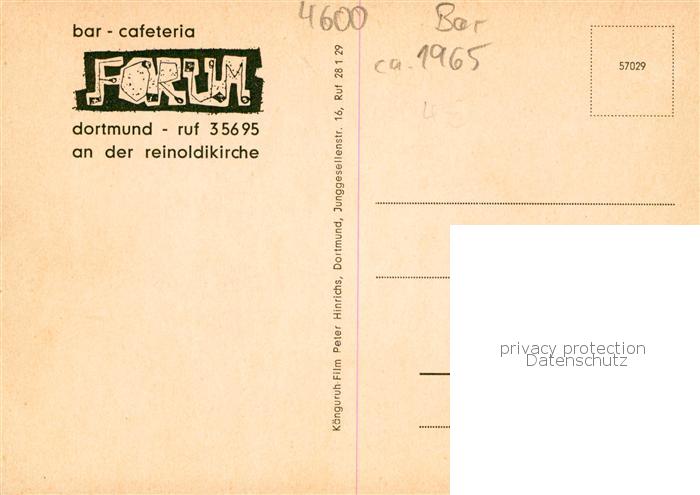 bar - cafeteria
FORUM
dortmund - ruf 35695
an der reinoldikirche
Känguruh-Film Peter Hinrichs, Dortmund, Junggesellenstr. 16, Ruf 28 1 29
4600
Bar
ca. 1965
57029
privacy protection
Datenschutz